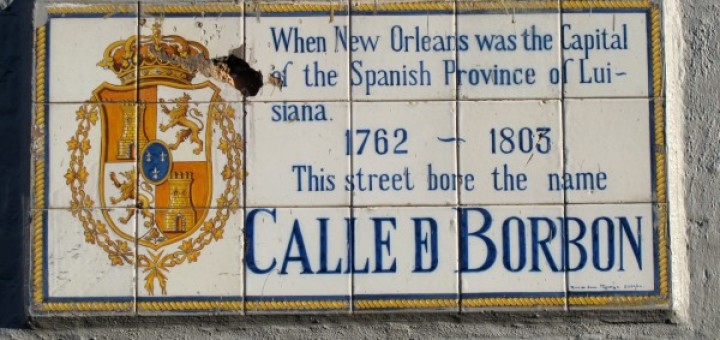 When New Orleans was the Capital
of the Spanish Province of Lui-
siana.
1762 ~ 1803
This street bore the name
CALLE D BORBON